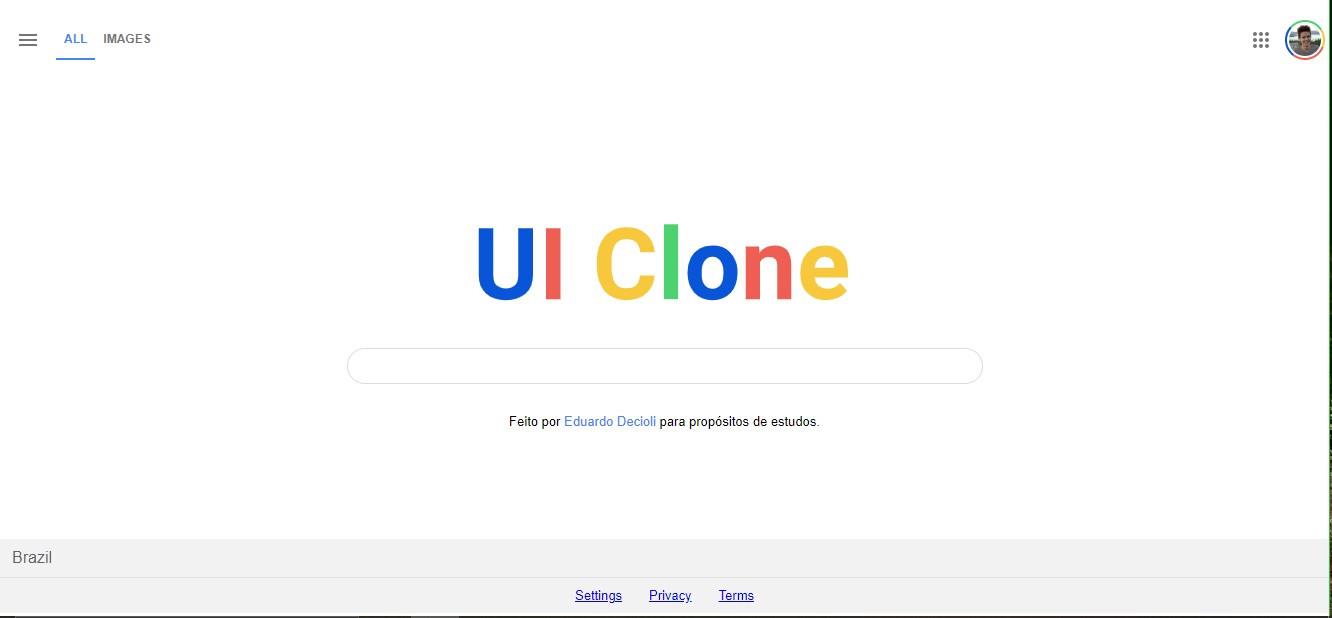 ALL IMAGES
UI Clone
Feito por Eduardo Decioli para propósitos de estudos.
Brazil
Settings Privacy Terms